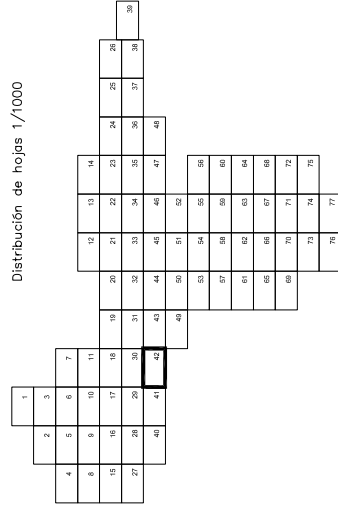 Distribución de hojas 1/1000
1
2 3
4 5 6 7
8 9 10 11 12 13 14
15 16 17 18 19 20 21 22 23 24 25 26
27 28 29 30 31 32 33 34 35 36 37 38 39
40 41 42 43 44 45 46 47 48
49 50 51 52
53 54 55 56
57 58 59 60
61 62 63 64
65 66 67 68
69 70 71 72
73 74 75
76 77